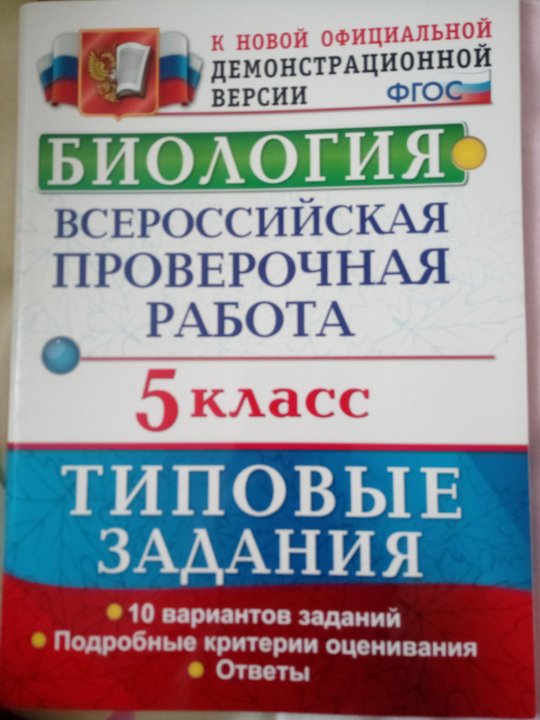 К НОВОЙ ОФИЦИАЛЬНОЙ
ДЕМОНСТРАЦИОННОЙ
ВЕРСИИ
ФГОС
БИОЛОГИЯ
ВСЕРОССИЙСКАЯ
ПРОВЕРОЧНАЯ
РАБОТА
5 класс
ТИПОВЫЕ
ЗАДАНИЯ
10 вариантов заданий
Подробные критерии оценивания
Ответы